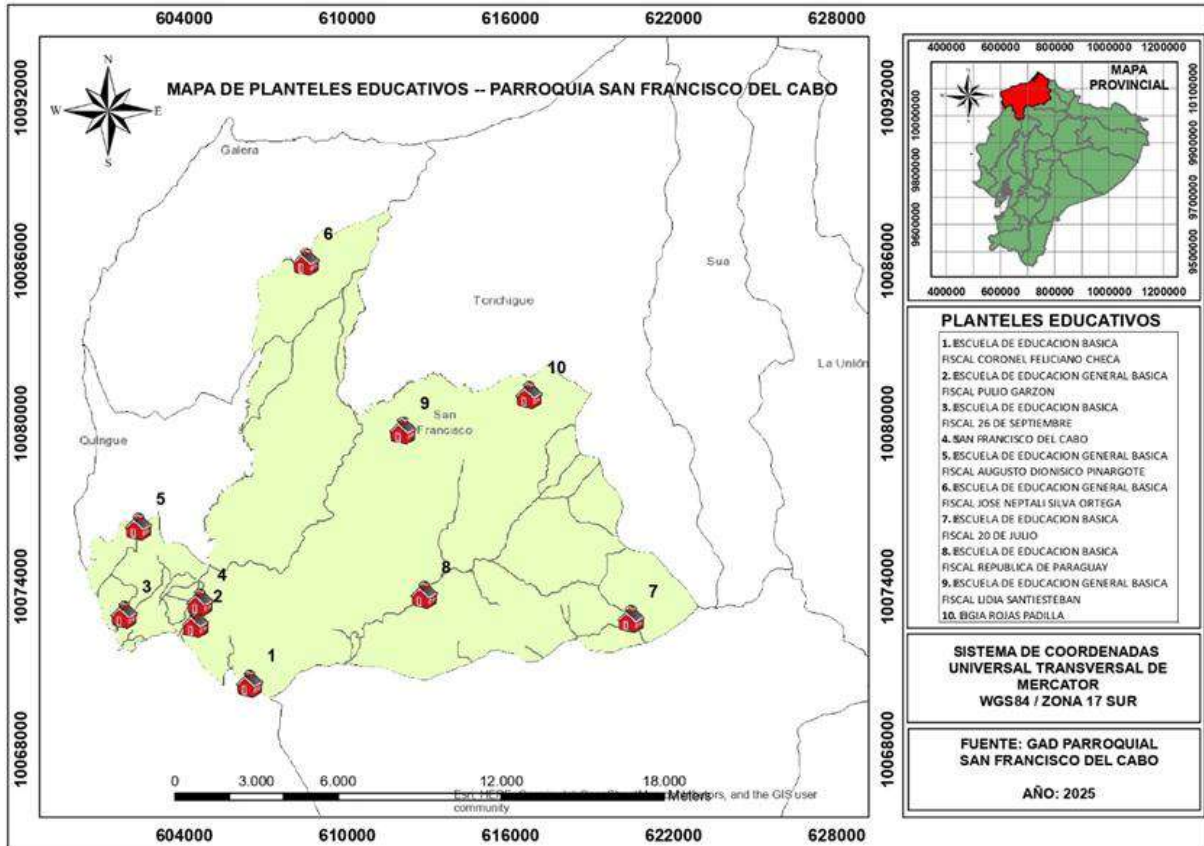 604000 610000 616000 622000 628000
MAPA DE PLANTELES EDUCATIVOS -- PARROQUIA SAN FRANCISCO DEL CABO
N
W E
S
10092000
10086000
10080000
10074000
10068000
Galera
6
Sua
Tonchigue
La Unión
10
9
San
Francisco
Quingue
5
4
3
2
8
7
1
0 3.000 6.000 12.000 18.000
Meters
Esri, HERE, contributors, and the GIS user
community
10092000
10086000
10080000
10074000
10068000
604000 610000 616000 622000 628000
400000 600000 800000 1000000 1200000
MAPA
PROVINCIAL
10000000
9800000
9600000
10100000
9900000
9700000
9500000
400000 600000 800000 1000000 1200000
PLANTELES EDUCATIVOS
1. ESCUELA DE EDUCACION BASICA
FISCAL CORONEL FELICIANO CHECA
2. ESCUELA DE EDUCACION GENERAL BASICA
FISCAL PULIO GARZON
3. ESCUELA DE EDUCACION BASICA
FISCAL 26 DE SEPTIEMBRE
4. SAN FRANCISCO DEL CABO
5. ESCUELA DE EDUCACION GENERAL BASICA
FISCAL AUGUSTO DIONISICO PINARGOTE
6. ESCUELA DE EDUCACION GENERAL BASICA
FISCAL JOSE NEPTALI SILVA ORTEGA
7. ESCUELA DE EDUCACION BASICA
FISCAL 20 DE JULIO
8. ESCUELA DE EDUCACION BASICA
FISCAL REPUBLICA DE PARAGUAY
9. ESCUELA DE EDUCACION GENERAL BASICA
FISCAL LIDIA SANTIESTEBAN
10. ROJAS PADILLA
SISTEMA DE COORDENADAS
UNIVERSAL TRANSVERSAL DE
MERCATOR
WGS84 / ZONA 17 SUR
FUENTE: GAD PARROQUIAL
SAN FRANCISCO DEL CABO
AÑO: 2025